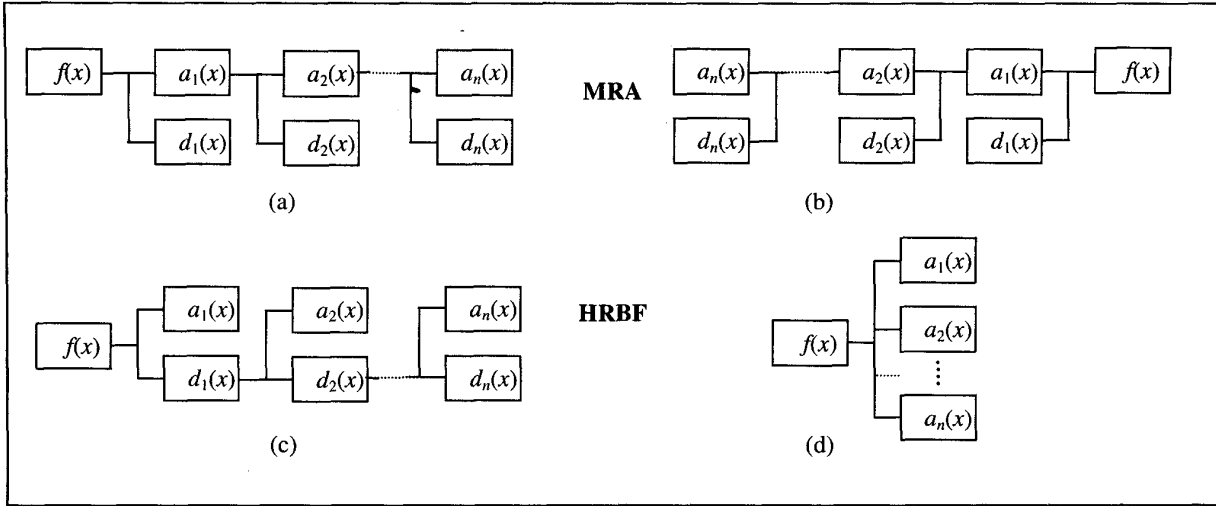 f(x) a₁(x) a₂(x) aₙ(x)
d₁(x) d₂(x) dₙ(x)
(a)
MRA
aₙ(x) a₂(x) a₁(x) f(x)
dₙ(x) d₂(x) d₁(x)
(b)
a₁(x) a₂(x) aₙ(x)
f(x)
d₁(x) d₂(x) dₙ(x)
(c)
HRBF
a₁(x)
f(x) a₂(x)
aₙ(x)
(d)